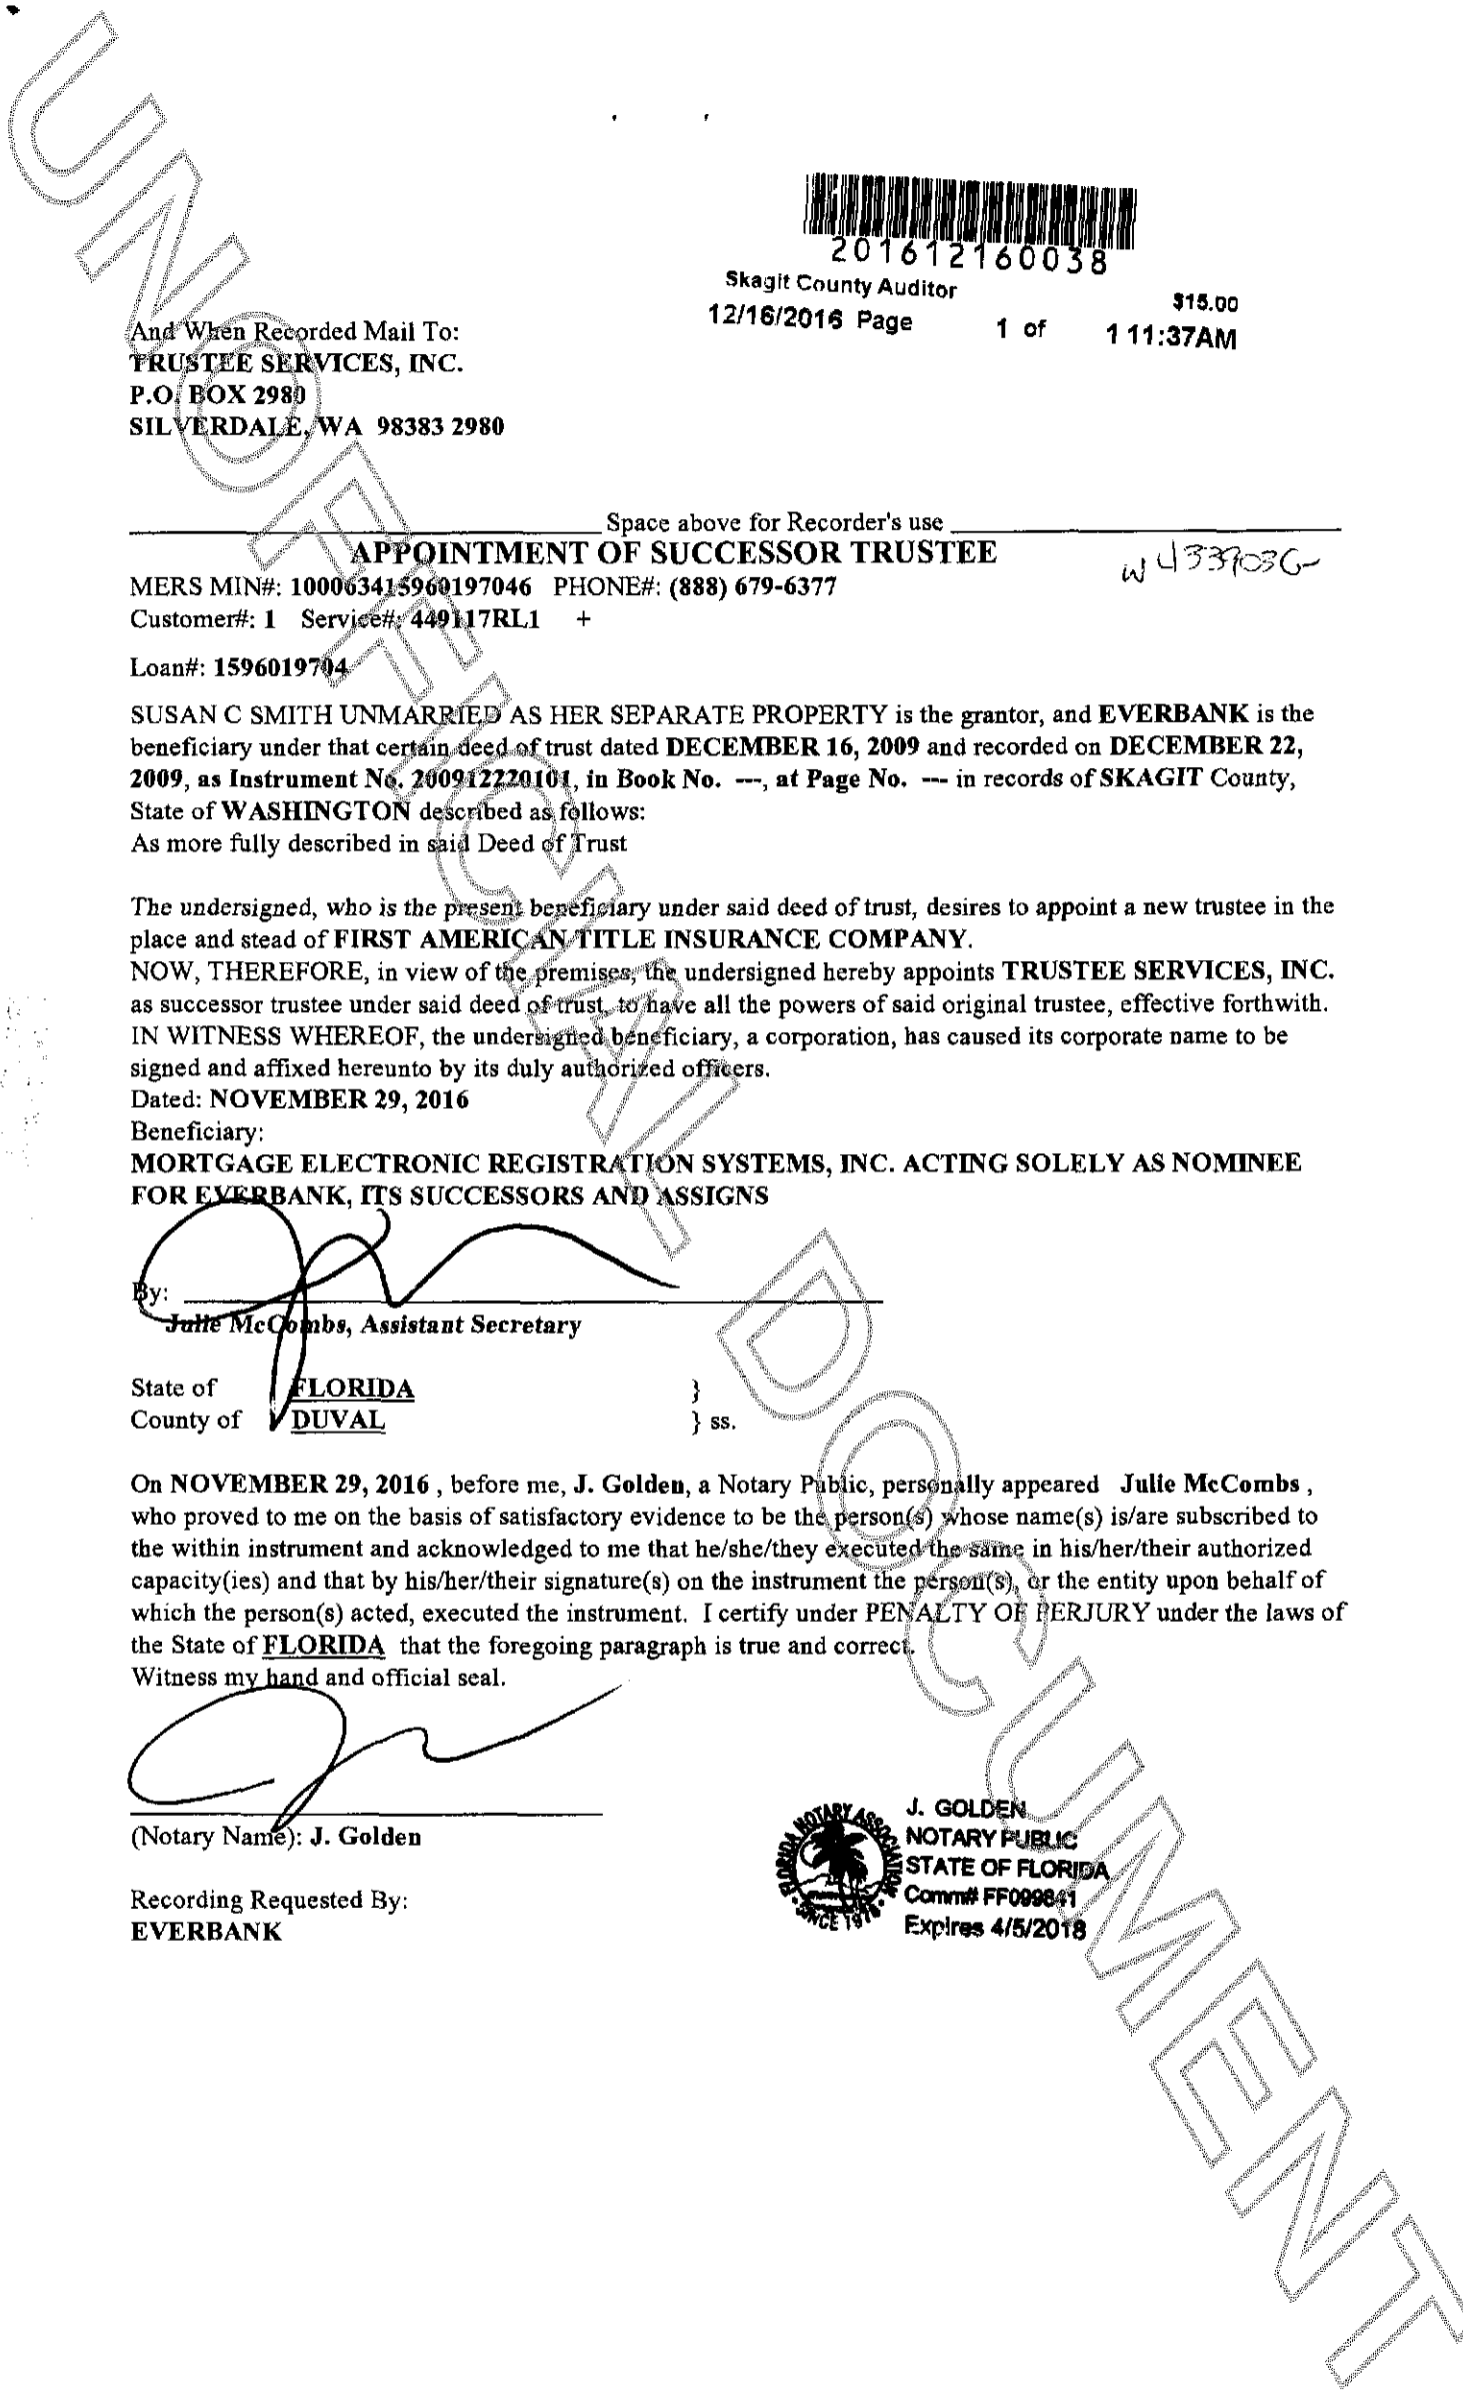 201612160038
Skagit County Auditor $15.00
12/16/2016 Page 1 of 1 11:37AM
And When Recorded Mail To:
TRUSTEE SERVICES, INC.
P.O. BOX 2980
SILVERDALE, WA 98383 2980
Space above for Recorder's use
APPOINTMENT OF SUCCESSOR TRUSTEE
MERS MIN#: 100063415960197046 PHONE#: (888) 679-6377
Customer#: 1 Service#: 449117RL1 +
Loan#: 1596019704
SUSAN C SMITH UNMARRIED AS HER SEPARATE PROPERTY is the grantor, and EVERBANK is the
beneficiary under that certain deed of trust dated DECEMBER 16, 2009 and recorded on DECEMBER 22,
2009, as Instrument No. 200912220101, in Book No. ---, at Page No. --- in records of SKAGIT County,
State of WASHINGTON described as follows:
As more fully described in said Deed of Trust
The undersigned, who is the present beneficiary under said deed of trust, desires to appoint a new trustee in the
place and stead of FIRST AMERICAN TITLE INSURANCE COMPANY.
NOW, THEREFORE, in view of the premises, the undersigned hereby appoints TRUSTEE SERVICES, INC.
as successor trustee under said deed of trust, to have all the powers of said original trustee, effective forthwith.
IN WITNESS WHEREOF, the undersigned beneficiary, a corporation, has caused its corporate name to be
signed and affixed hereunto by its duly authorized officers.
Dated: NOVEMBER 29, 2016
Beneficiary:
MORTGAGE ELECTRONIC REGISTRATION SYSTEMS, INC. ACTING SOLELY AS NOMINEE
FOR EVERBANK, ITS SUCCESSORS AND ASSIGNS
By:
Julie McCombs, Assistant Secretary
State of FLORIDA }
County of DUVAL } ss.
On NOVEMBER 29, 2016 , before me, J. Golden, a Notary Public, personally appeared Julie McCombs ,
who proved to me on the basis of satisfactory evidence to be the person(s) whose name(s) is/are subscribed to
the within instrument and acknowledged to me that he/she/they executed the same in his/her/their authorized
capacity(ies) and that by his/her/their signature(s) on the instrument the person(s), or the entity upon behalf of
which the person(s) acted, executed the instrument. I certify under PENALTY OF PERJURY under the laws of
the State of FLORIDA that the foregoing paragraph is true and correct.
Witness my hand and official seal.
(Notary Name): J. Golden
J. GOLDEN
NOTARY PUBLIC
STATE OF FLORIDA
Comm# FF099841
Expires 4/5/2018
FLORIDA NOTARY ASSOCIATION
SINCE 1978
Recording Requested By:
EVERBANK
UNOFFICIAL DOCUMENT